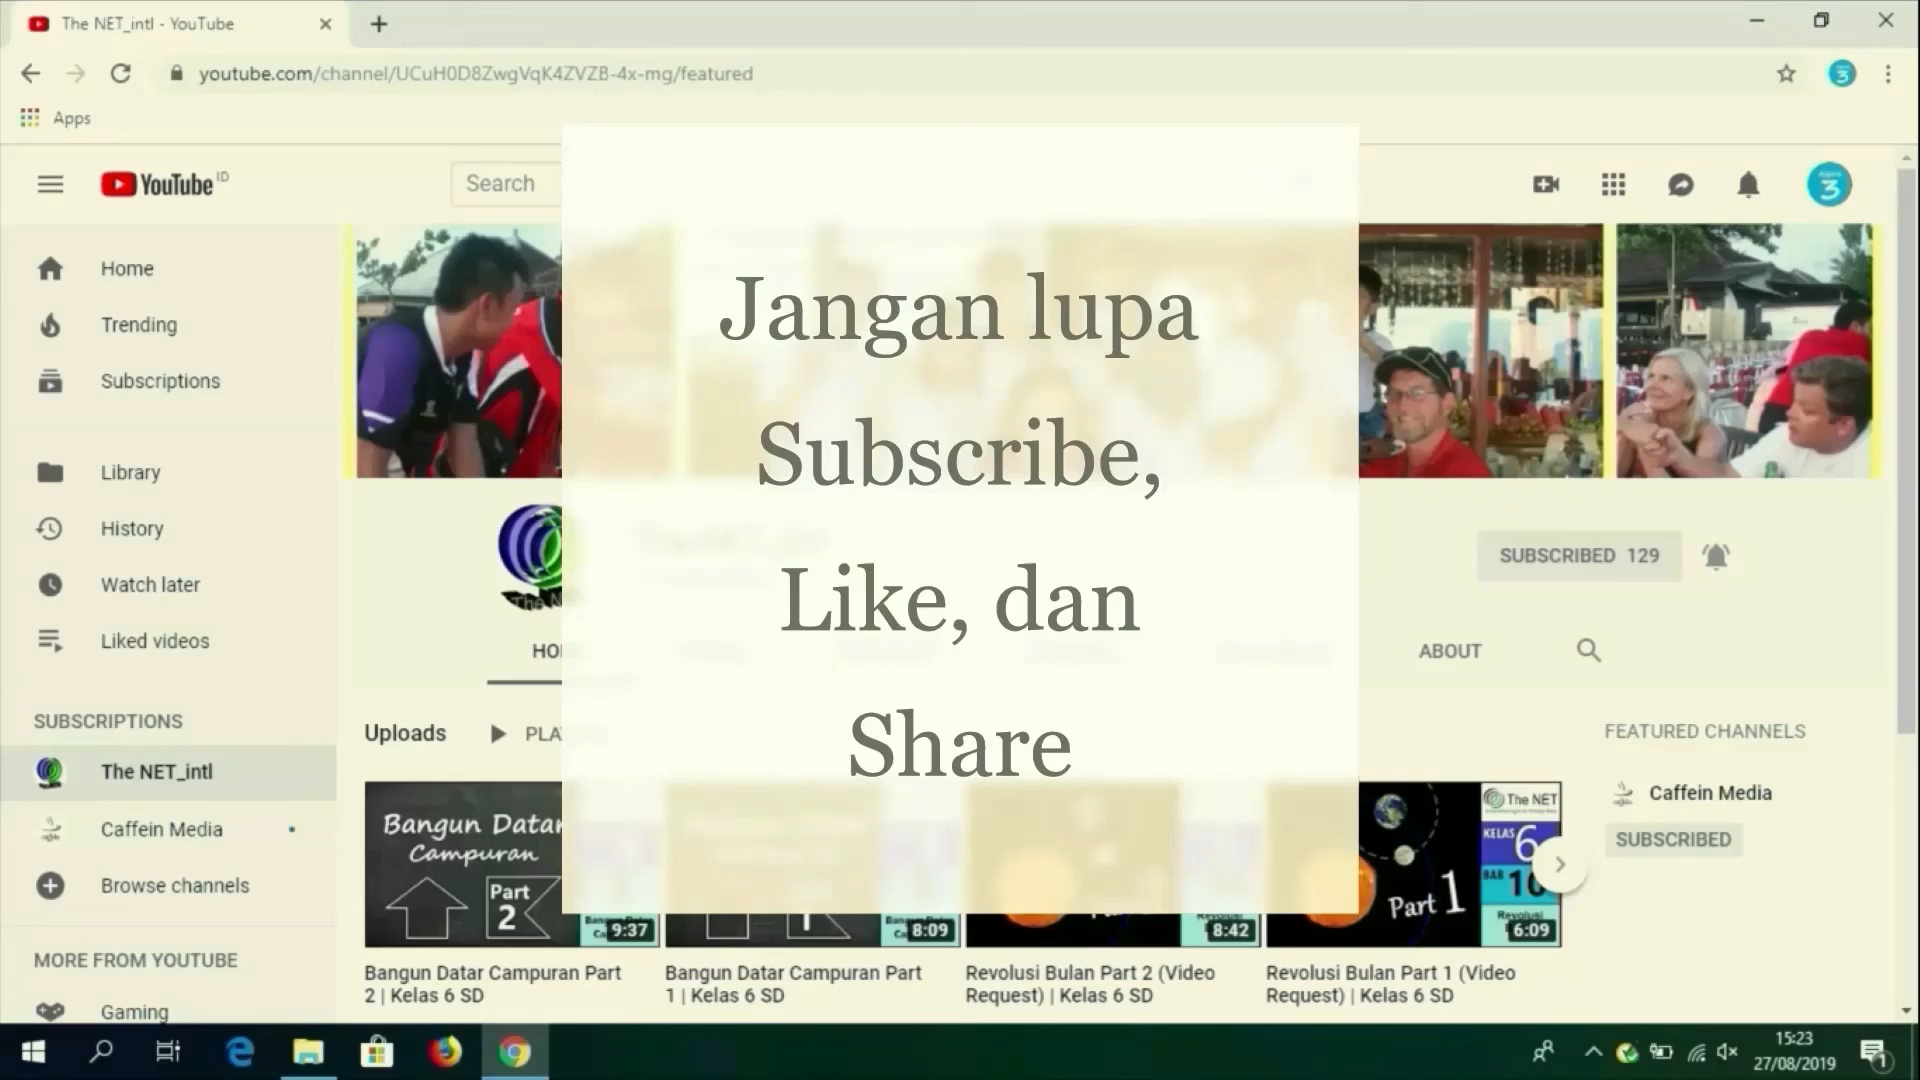 The NET_intl - YouTube
youtube.com/channel/UCuH0D8ZwgVqK4ZVZB-4x-mg/featured
Apps
YouTube ID
Search
Home
Trending
Subscriptions
Library
History
Watch later
Liked videos
SUBSCRIPTIONS
The NET_intl
Caffein Media
Browse channels
MORE FROM YOUTUBE
Gaming
Jangan lupa
Subscribe,
Like, dan
Share
SUBSCRIBED 129
ABOUT
Uploads
FEATURED CHANNELS
Caffein Media
SUBSCRIBED
Bangun Datar
Campuran
Part
2
9:37
8:09
8:42
The NET
KELAS 6
BAB 10
Revolusi
Part 1
6:09
Bangun Datar Campuran Part
2 | Kelas 6 SD
Bangun Datar Campuran Part
1 | Kelas 6 SD
Revolusi Bulan Part 2 (Video
Request) | Kelas 6 SD
Revolusi Bulan Part 1 (Video
Request) | Kelas 6 SD
15:23
27/08/2019